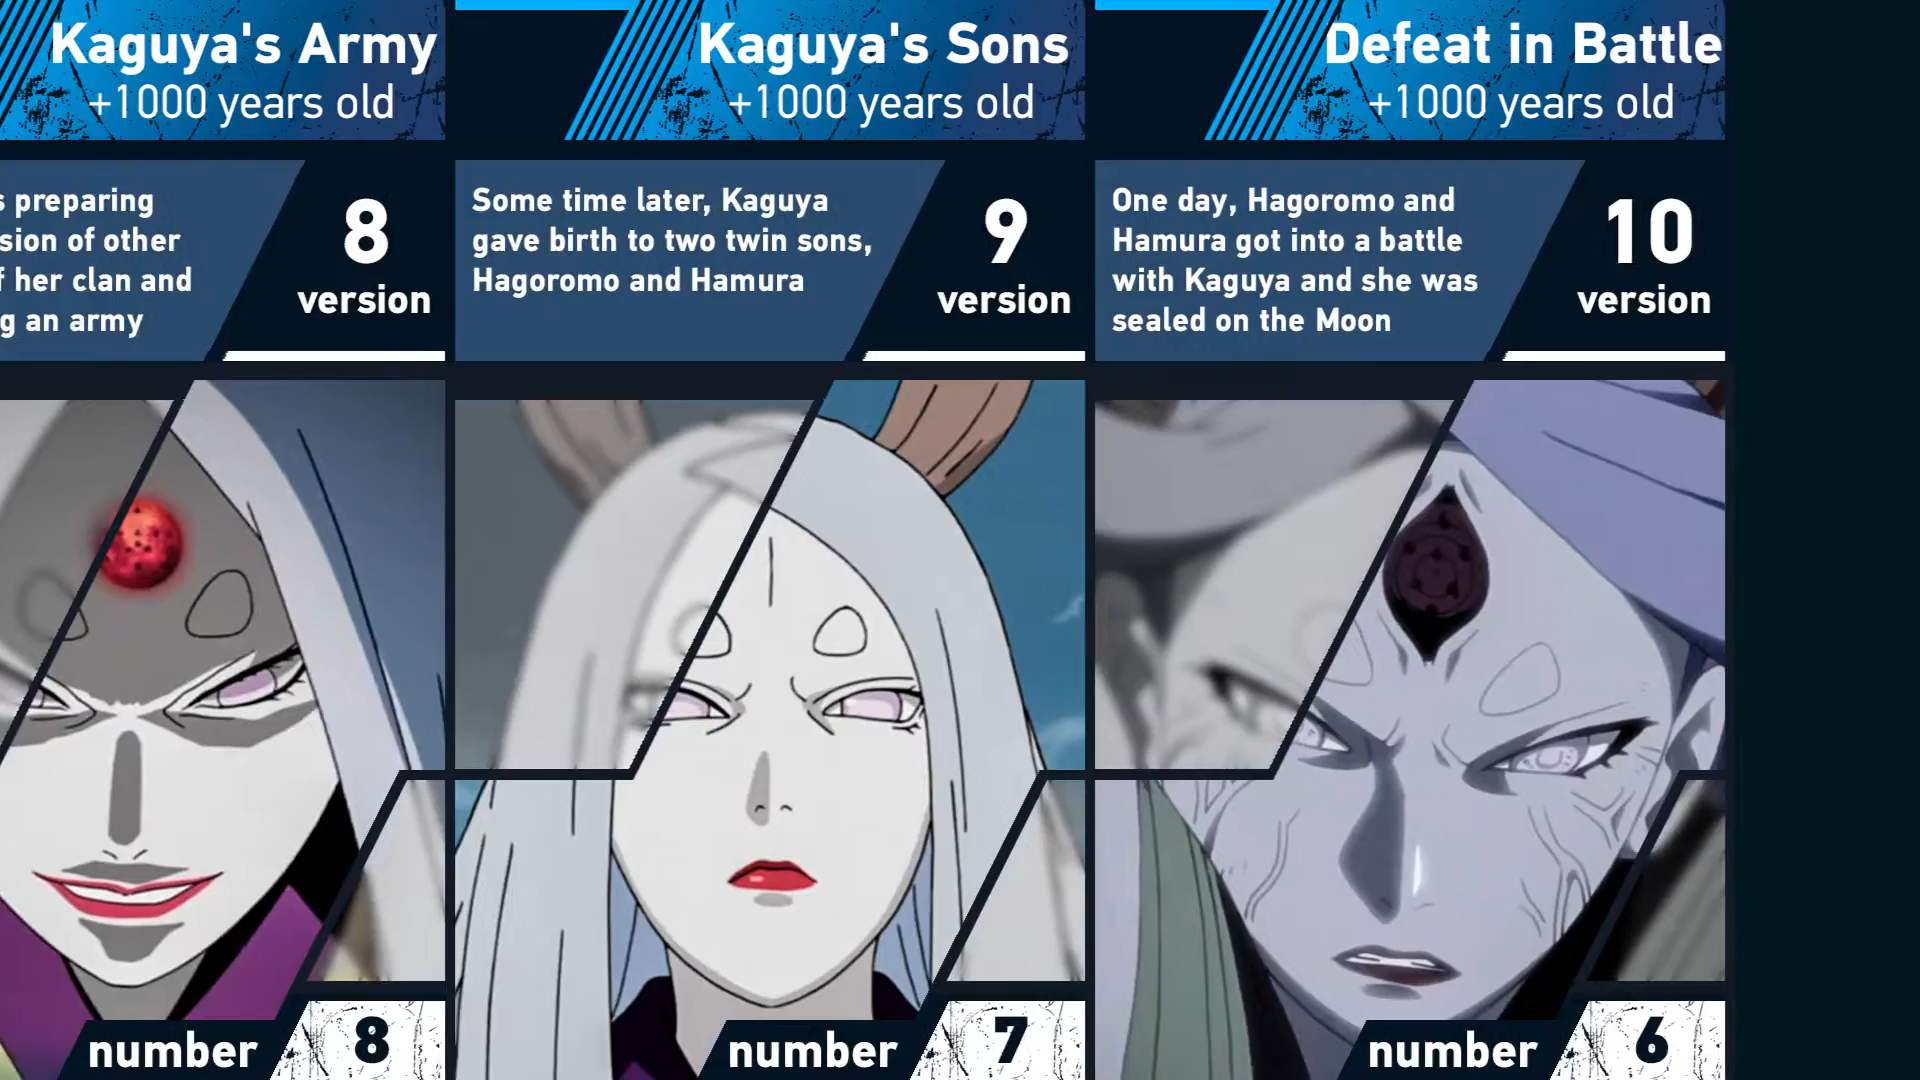 Kaguya's Army
+1000 years old
s preparing
sion of other
f her clan and
g an army
8
version
number
8
Kaguya's Sons
+1000 years old
Some time later, Kaguya
gave birth to two twin sons,
Hagoromo and Hamura
9
version
number
7
Defeat in Battle
+1000 years old
One day, Hagoromo and
Hamura got into a battle
with Kaguya and she was
sealed on the Moon
10
version
number
6